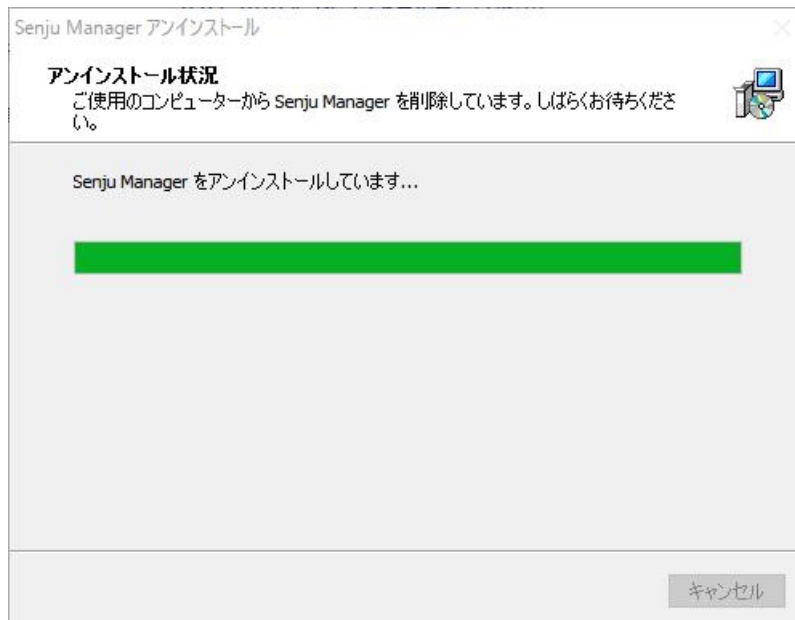 Senju Manager アンインストール
アンインストール状況
ご使用のコンピューターから Senju Manager を削除しています。しばらくお待ちくださ
い。
Senju Manager をアンインストールしています...
キャンセル